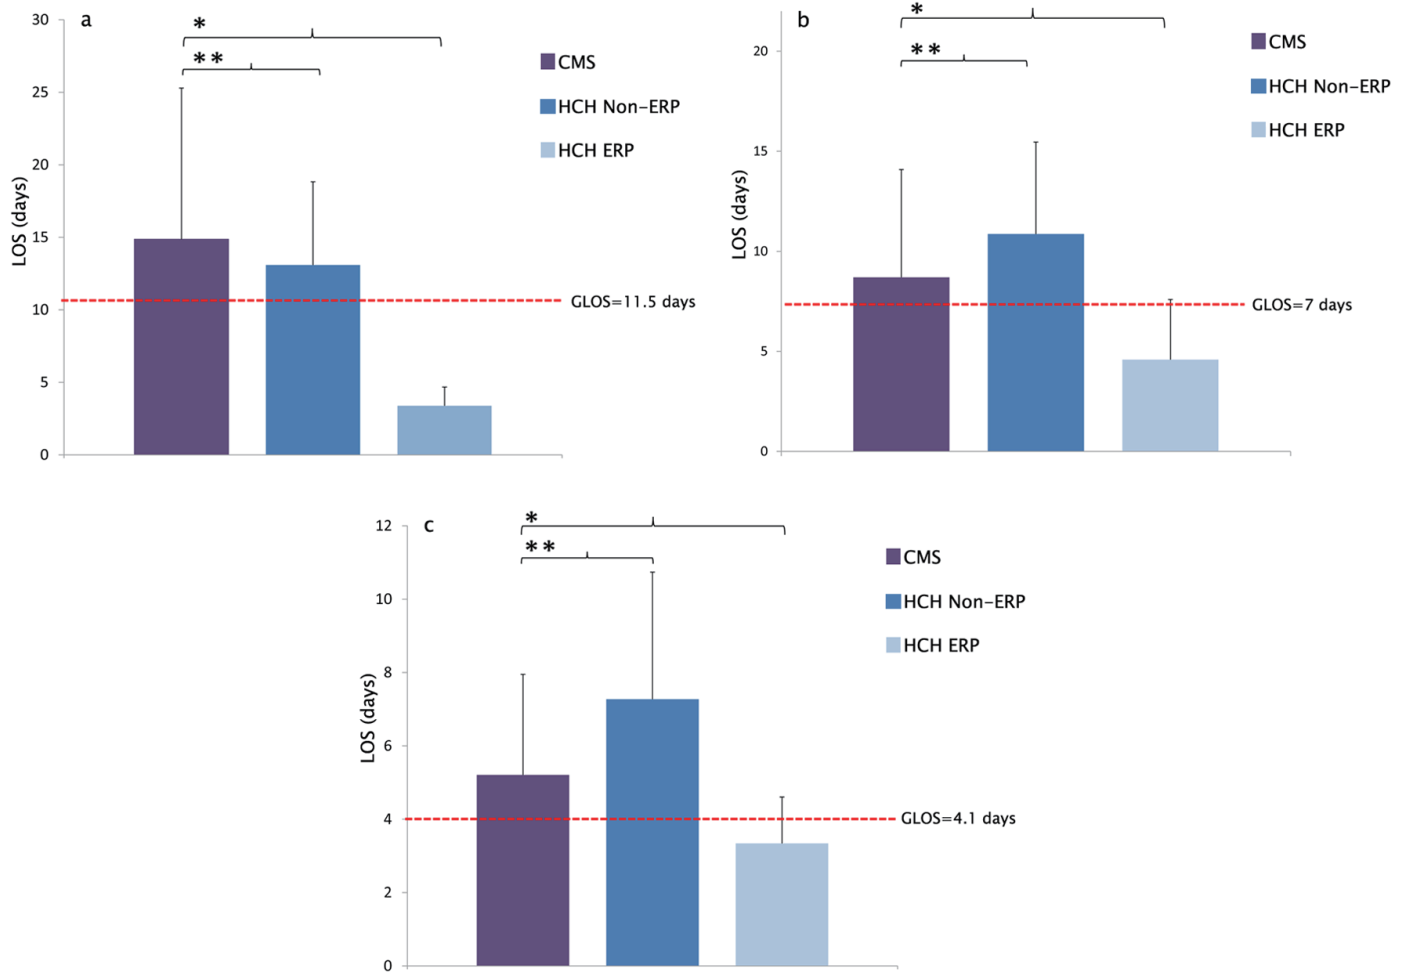 a
*
**
30
25
20
15
10
5
0
LOS (days)
CMS
HCH Non-ERP
HCH ERP
GLOS=11.5 days
b
*
**
20
15
10
5
0
LOS (days)
CMS
HCH Non-ERP
HCH ERP
GLOS=7 days
c
*
**
12
10
8
6
4
2
0
LOS (days)
CMS
HCH Non-ERP
HCH ERP
GLOS=4.1 days